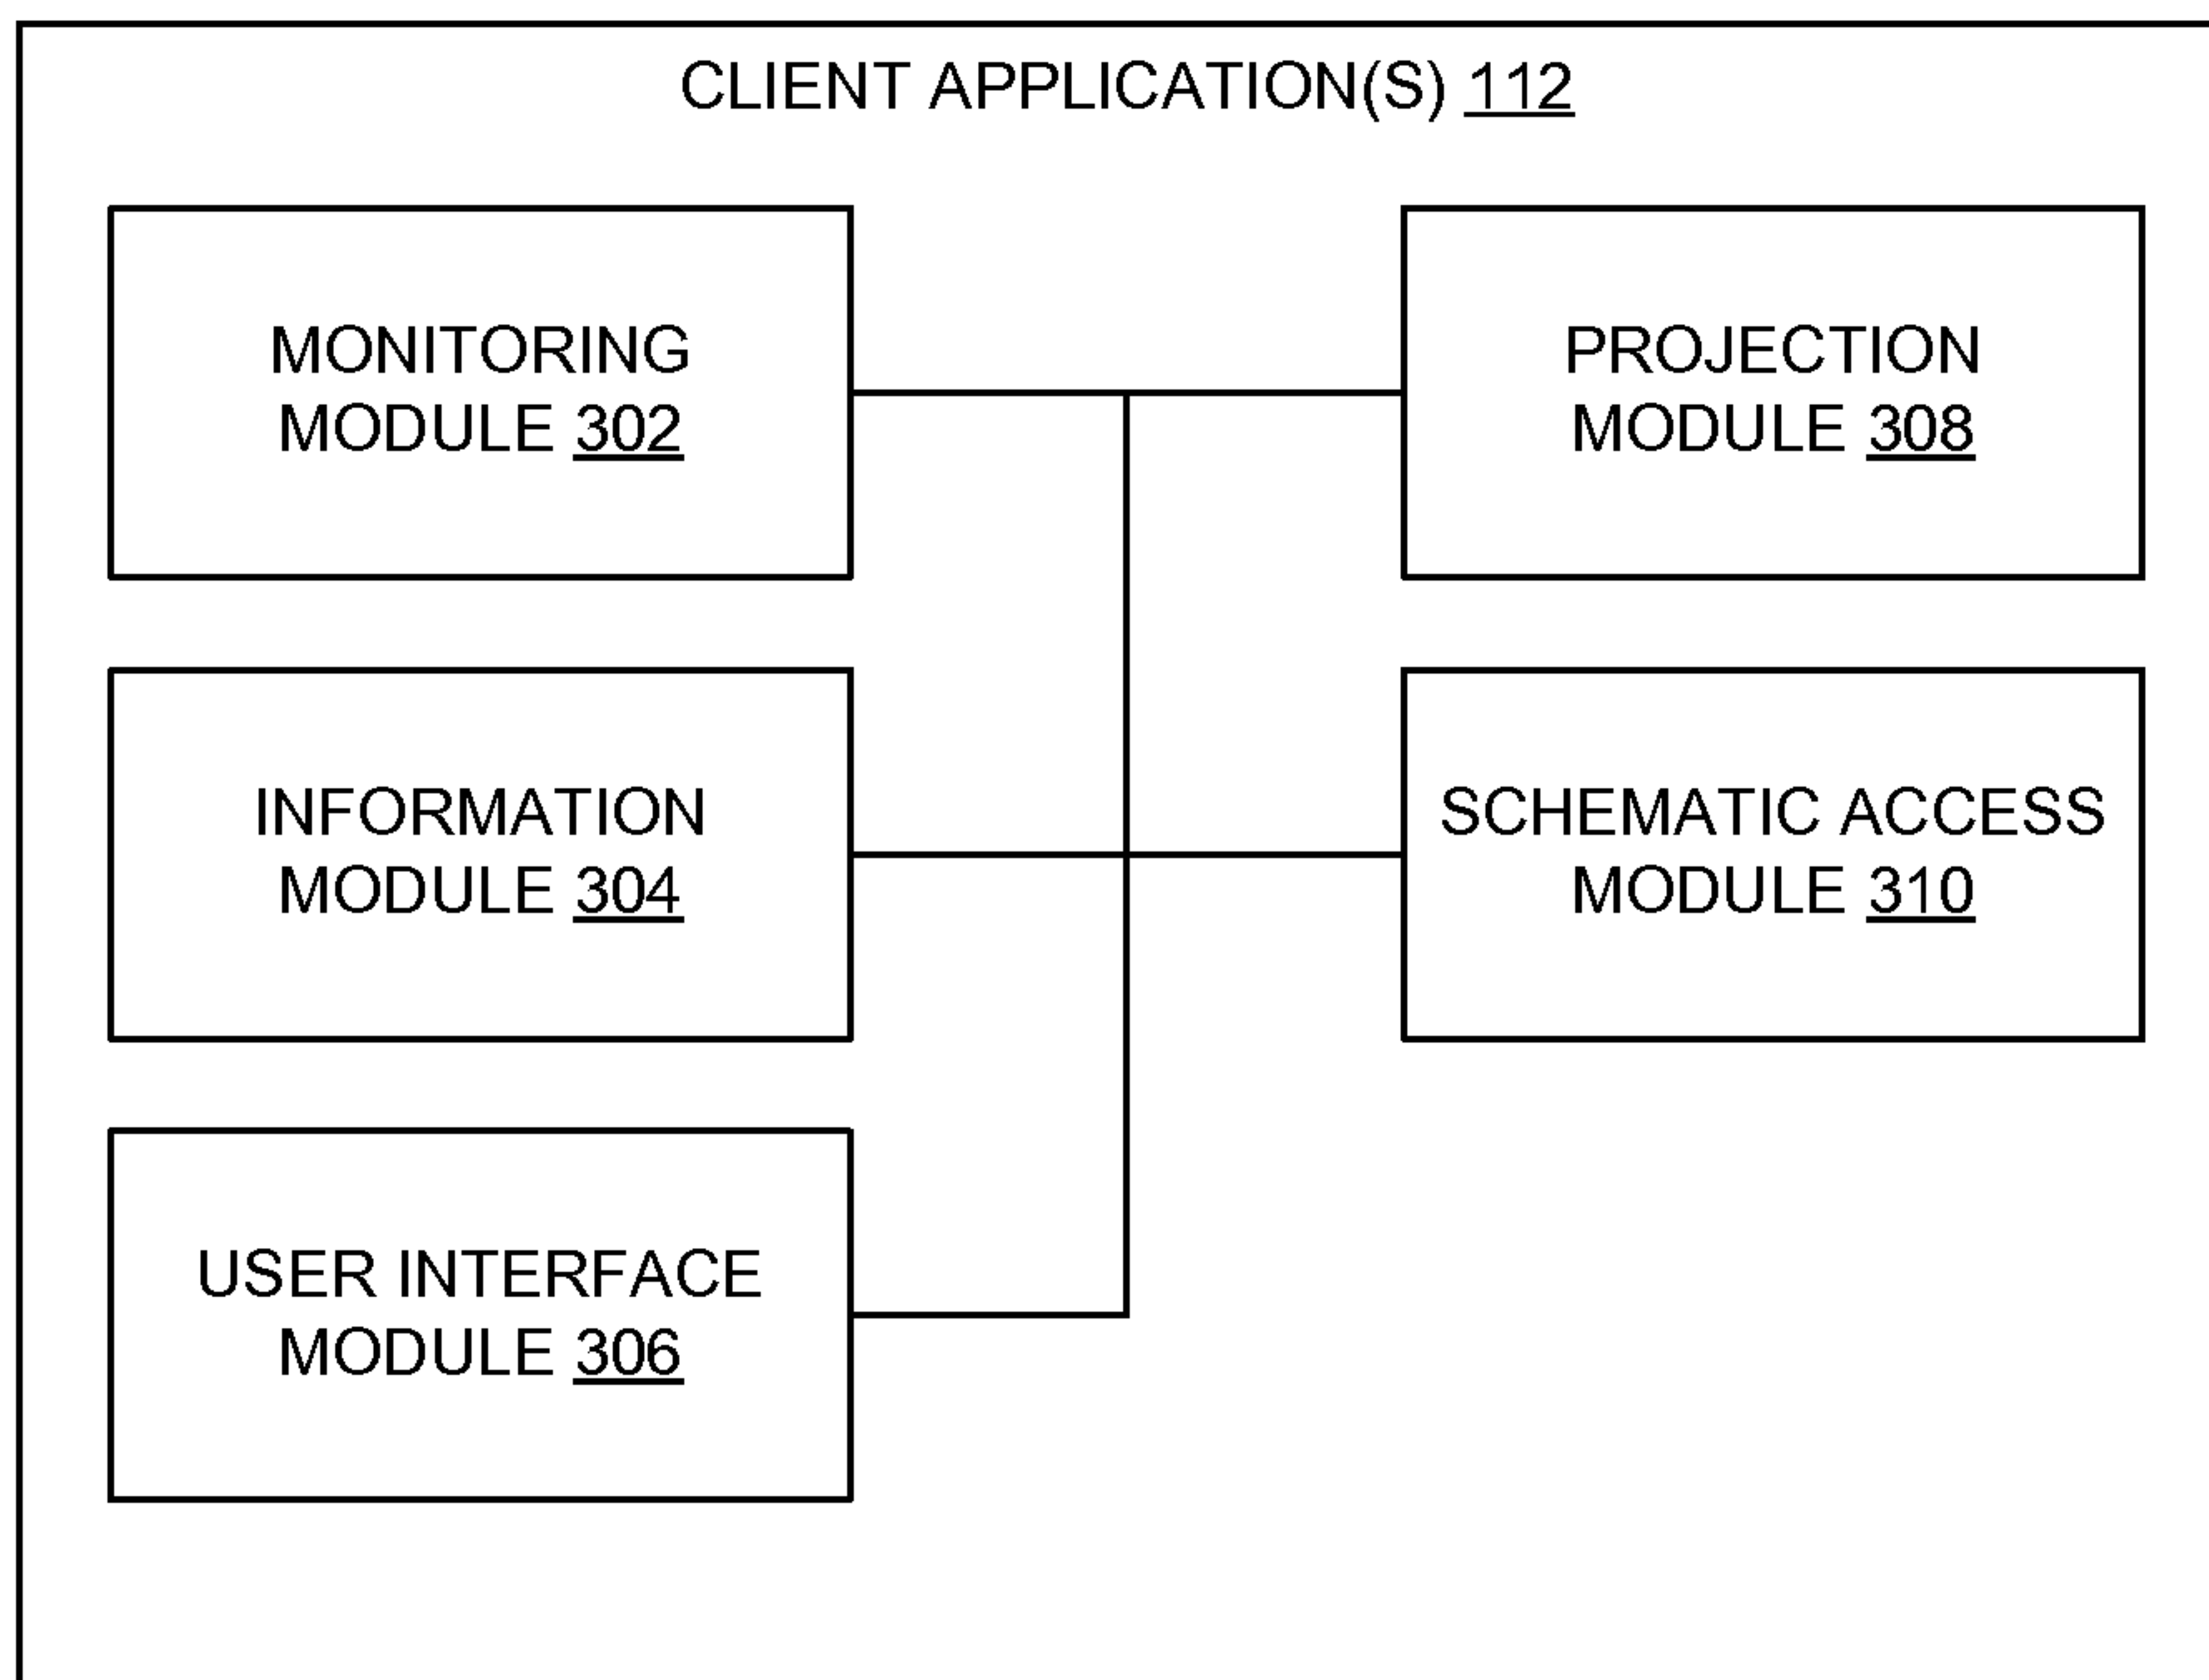 CLIENT APPLICATION(S) 112
MONITORING
MODULE 302
PROJECTION
MODULE 308
INFORMATION
MODULE 304
SCHEMATIC ACCESS
MODULE 310
USER INTERFACE
MODULE 306